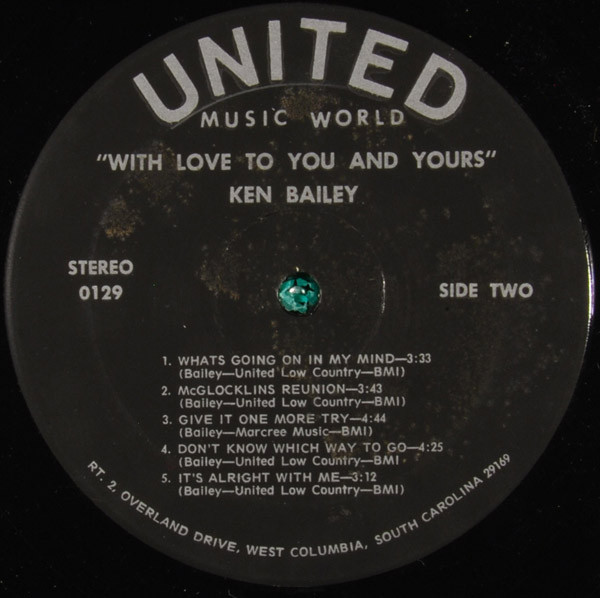 UNITED
MUSIC WORLD
"WITH LOVE TO YOU AND YOURS"
KEN BAILEY
STEREO
0129
SIDE TWO
1. WHATS GOING ON IN MY MIND—3:33
(Bailey—United Low Country—BMI)
2. McGLOCKLINS REUNION—3:43
(Bailey—United Low Country—BMI)
3. GIVE IT ONE MORE TRY—4:44
(Bailey—Marcree Music—BMI)
4. DON'T KNOW WHICH WAY TO GO—4:25
(Bailey—United Low Country—BMI
5. IT'S ALRIGHT WITH ME—3:12
(Bailey—United Low Country—BMI)
RT. 2, OVERLAND DRIVE, WEST COLUMBIA, SOUTH CAROLINA 29169